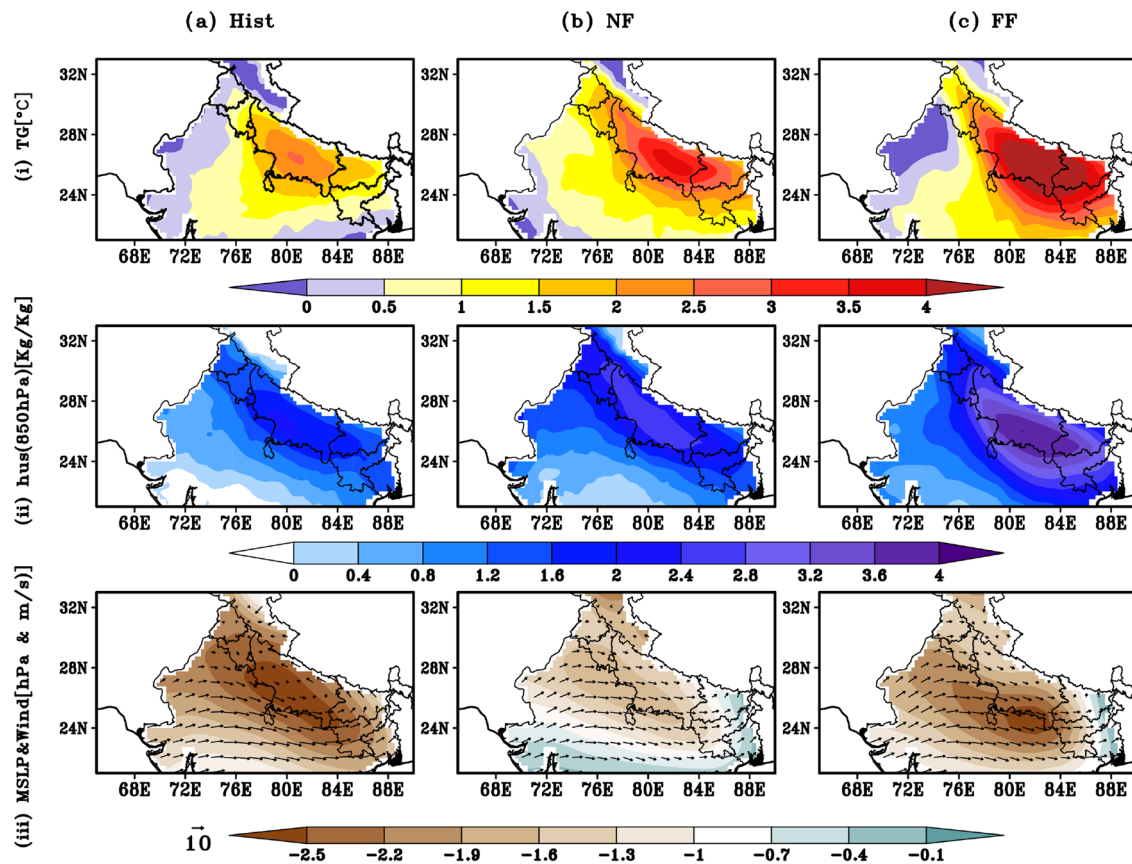 (a) Hist (b) NF (c) FF
(i) TG[°C]
32N 28N 24N
68E 72E 76E 80E 84E 88E
32N 28N 24N
68E 72E 76E 80E 84E 88E
32N 28N 24N
68E 72E 76E 80E 84E 88E
0 0.5 1 1.5 2 2.5 3 3.5 4
(ii) hus(850hPa)[Kg/Kg]
32N 28N 24N
68E 72E 76E 80E 84E 88E
32N 28N 24N
68E 72E 76E 80E 84E 88E
32N 28N 24N
68E 72E 76E 80E 84E 88E
0 0.4 0.8 1.2 1.6 2 2.4 2.8 3.2 3.6 4
(iii) MSLP&Wind[hPa & m/s)]
32N 28N 24N
68E 72E 76E 80E 84E 88E
32N 28N 24N
68E 72E 76E 80E 84E 88E
32N 28N 24N
68E 72E 76E 80E 84E 88E
10
-2.5 -2.2 -1.9 -1.6 -1.3 -1 -0.7 -0.4 -0.1